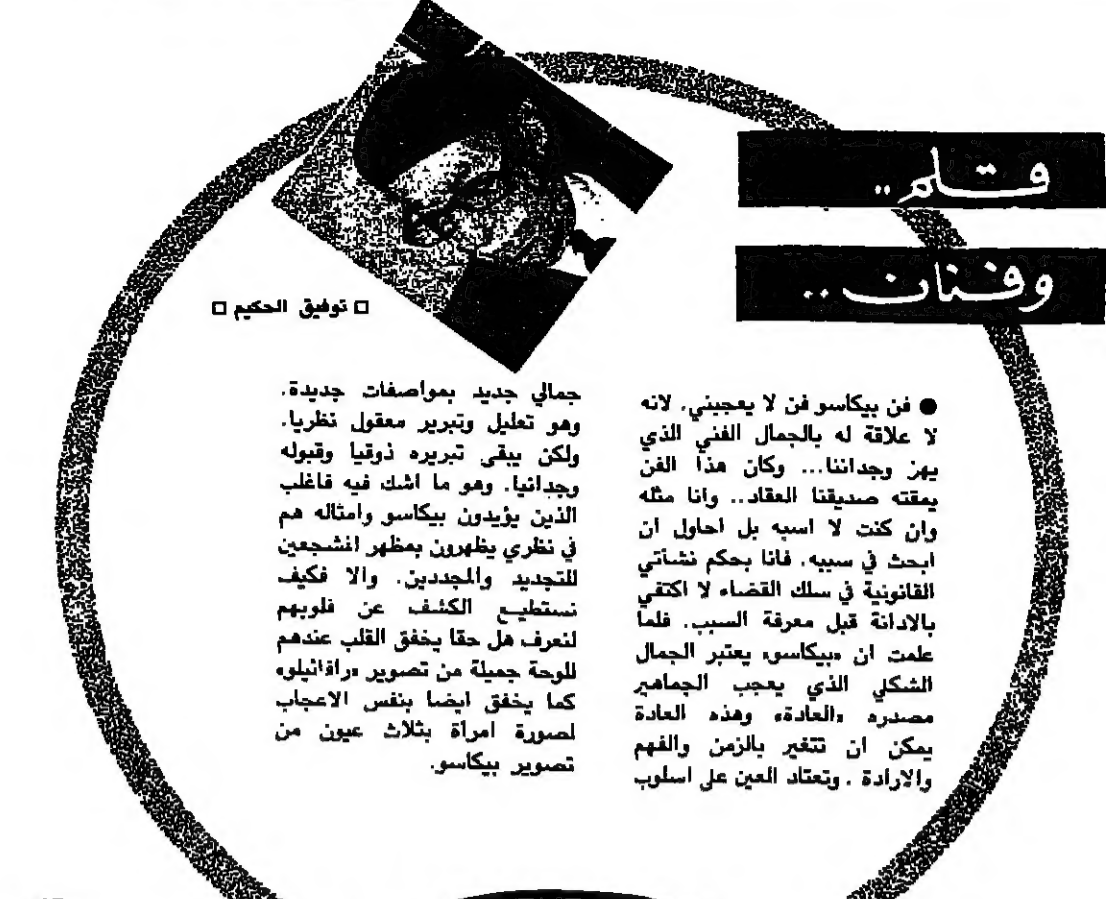 قلم..
وفنان..
□ توفيق الحكيم □
● فن بيكاسو فن لا يعجبني. لانه
لا علاقة له بالجمال الفني الذي
يهز وجداننا... وكان هذا الفن
يمقته صديقنا العقاد.. وانا مثله
وان كنت لا اسبه بل احاول ان
ابحث في سببه. فانا بحكم نشأتي
القانونية في سلك القضاء لا اكتفي
بالادانة قبل معرفة السبب. فلما
علمت ان «بيكاسو» يعتبر الجمال
الشكلي الذي يعجب الجماهير
مصدره «العادة» وهذه العادة
يمكن ان تتغير بالزمن والفهم
والارادة . وتعتاد العين على اسلوب
جمالي جديد بمواصفات جديدة.
وهو تعليل وتبرير معقول نظريا.
ولكن يبقى تبريره ذوقيا وقبوله
وجدانيا. وهو ما اشك فيه فاغلب
الذين يؤيدون بيكاسو وامثاله هم
في نظري يظهرون بمظهر المشجعين
للتجديد والمجددين. والا فكيف
نستطيع الكشف عن قلوبهم
لنعرف هل حقا يخفق القلب عندهم
للوحة جميلة من تصوير «رافائيلو»
كما يخفق ايضا بنفس الاعجاب
لصورة امرأة بثلاث عيون من
تصوير بيكاسو.